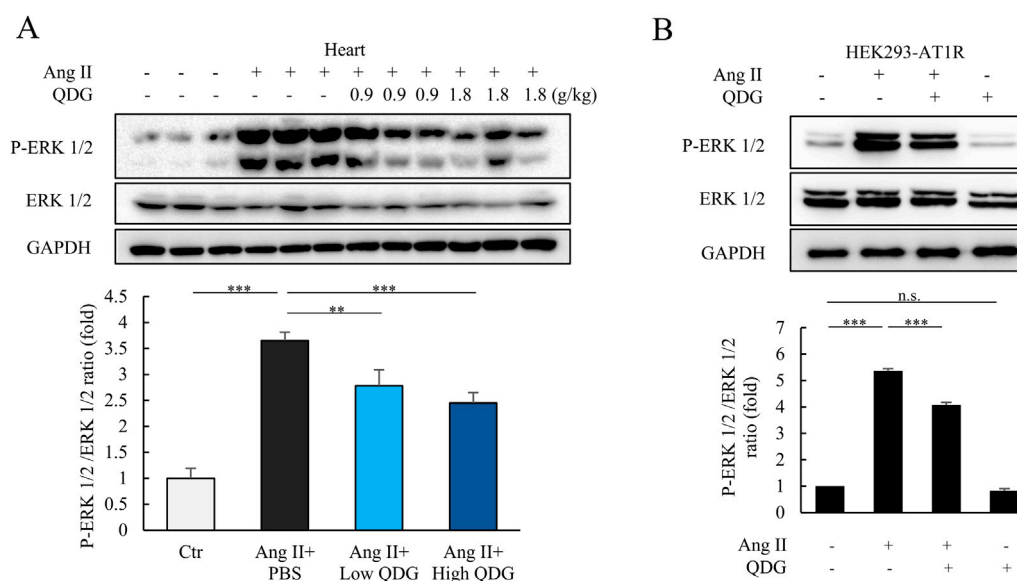 A
Heart
Ang II - - - + + + + + + + + +
QDG - - - - - - 0.9 0.9 0.9 1.8 1.8 1.8 (g/kg)
P-ERK 1/2
ERK 1/2
GAPDH
P-ERK 1/2 /ERK 1/2 ratio (fold)
4.5
4
3.5
3
2.5
2
1.5
1
0.5
0
*** ***
**
Ctr
Ang II+
PBS
Ang II+
Low QDG
Ang II+
High QDG
B
HEK293-AT1R
Ang II - + + -
QDG - - + +
P-ERK 1/2
ERK 1/2
GAPDH
P-ERK 1/2 /ERK 1/2
ratio (fold)
7
6
5
4
3
2
1
0
n.s.
*** ***
Ang II - + + -
QDG - - + +